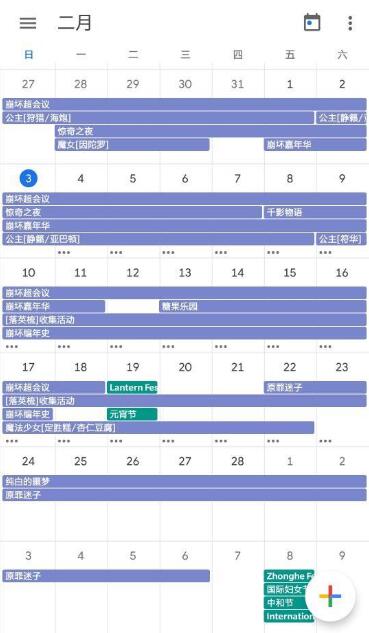 二月
日 一 二 三 四 五 六
27 28 29 30 31 1 2
崩坏超会议
公主[狩猎/海妲] 公主[静籁/
惊奇之夜
魔女[因陀罗] 崩坏嘉年华
3 4 5 6 7 8 9
崩坏超会议
惊奇之夜 千影物语
崩坏嘉年华
公主[静籁/亚巴顿] 公主[符华]
10 11 12 13 14 15 16
崩坏超会议
崩坏嘉年华 糖果乐园
[落英梳]收集活动
崩坏编年史
17 18 19 20 21 22 23
崩坏超会议 Lantern Fes 原罪迷子
[落英梳]收集活动
崩坏编年史 元宵节
魔法少女[定胜糕/杏仁豆腐]
24 25 26 27 28 1 2
纯白的噩梦
原罪迷子
3 4 5 6 7 8 9
原罪迷子 Zhonghe Fe
国际妇女节
中和节
Internation